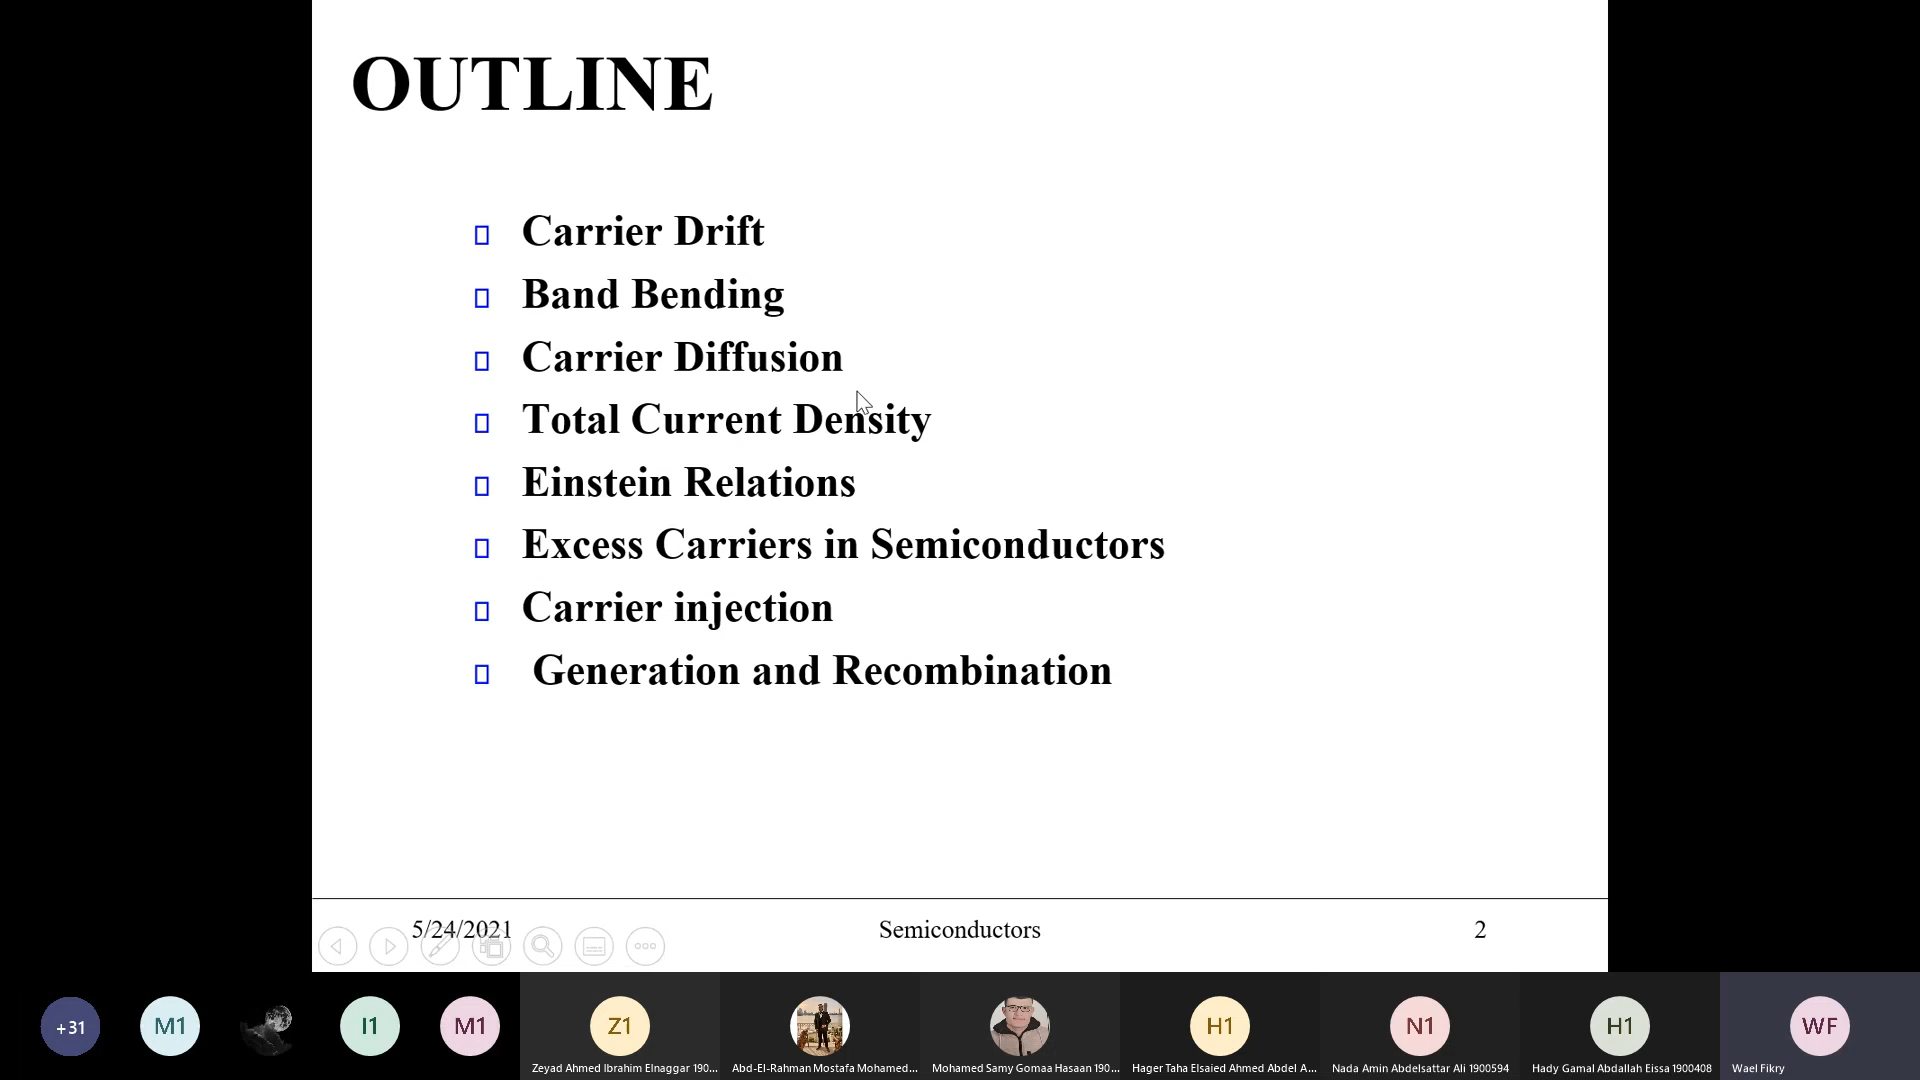 OUTLINE
Carrier Drift
Band Bending
Carrier Diffusion
Total Current Density
Einstein Relations
Excess Carriers in Semiconductors
Carrier injection
Generation and Recombination
5/24/2021 Semiconductors 2
+31 M1 I1 M1 Z1 H1 N1 H1 WF
Zeyad Ahmed Ibrahim Elnaggar 190... Abd-El-Rahman Mostafa Mohamed... Mohamed Samy Gomaa Hasaan 190... Hager Taha Elsaied Ahmed Abdel A... Nada Amin Abdelsattar Ali 1900594 Hady Gamal Abdallah Eissa 1900408 Wael Fikry